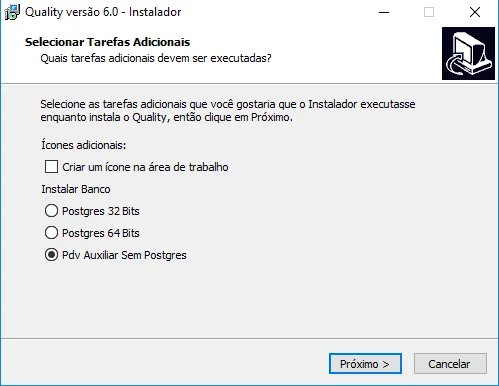 Quality versão 6.0 - Instalador
Selecionar Tarefas Adicionais
Quais tarefas adicionais devem ser executadas?
Selecione as tarefas adicionais que você gostaria que o Instalador executasse
enquanto instala o Quality, então clique em Próximo.
Ícones adicionais:
Criar um ícone na área de trabalho
Instalar Banco
Postgres 32 Bits
Postgres 64 Bits
Pdv Auxiliar Sem Postgres
Próximo >
Cancelar